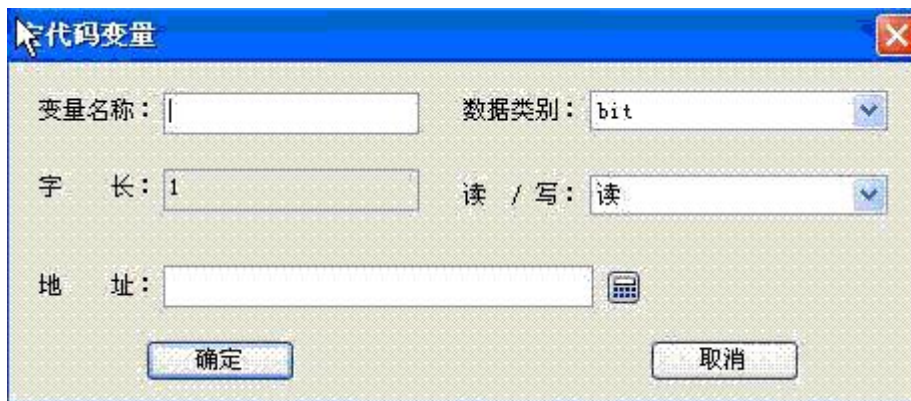 代码变量
变量名称： 数据类别： bit
字 长： 1 读 / 写： 读
地 址：
确定 取消